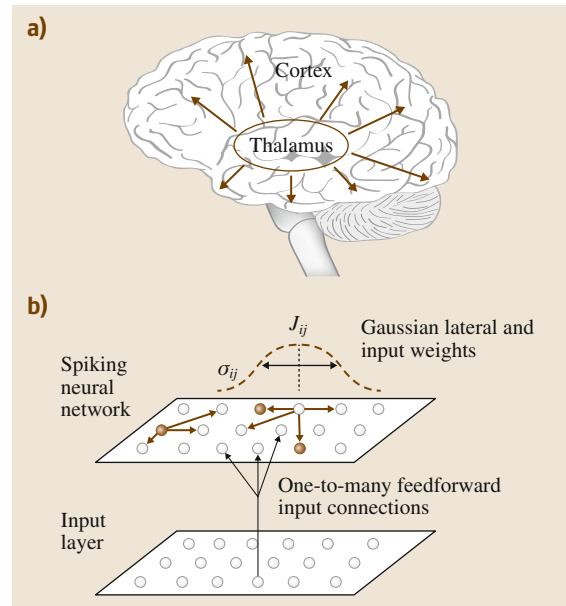 a)
Cortex
Thalamus
b)
J_ij
Gaussian lateral and
input weights
σ_ij
Spiking
neural
network
One-to-many feedforward
input connections
Input
layer